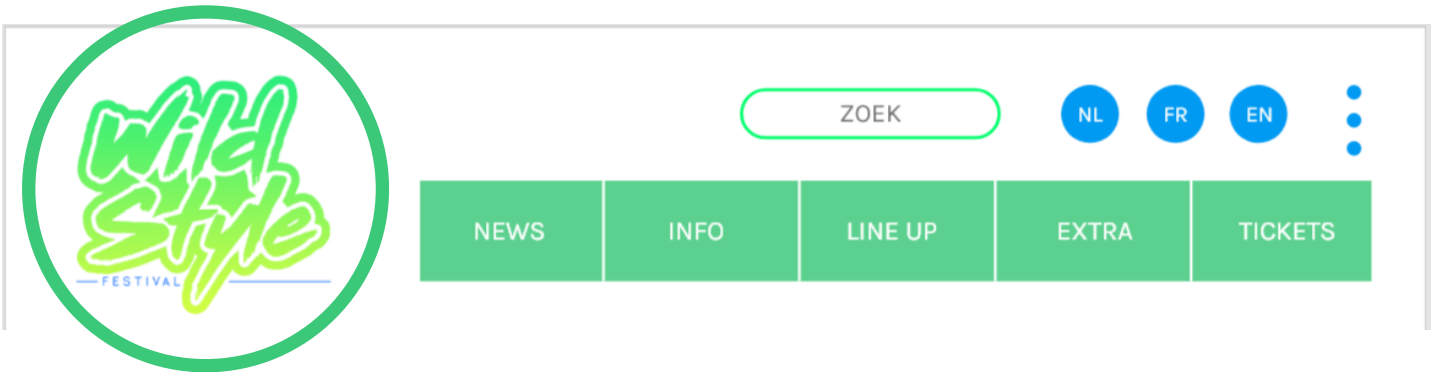 Wild
Style
FESTIVAL
ZOEK
NL FR EN
NEWS INFO LINE UP EXTRA TICKETS